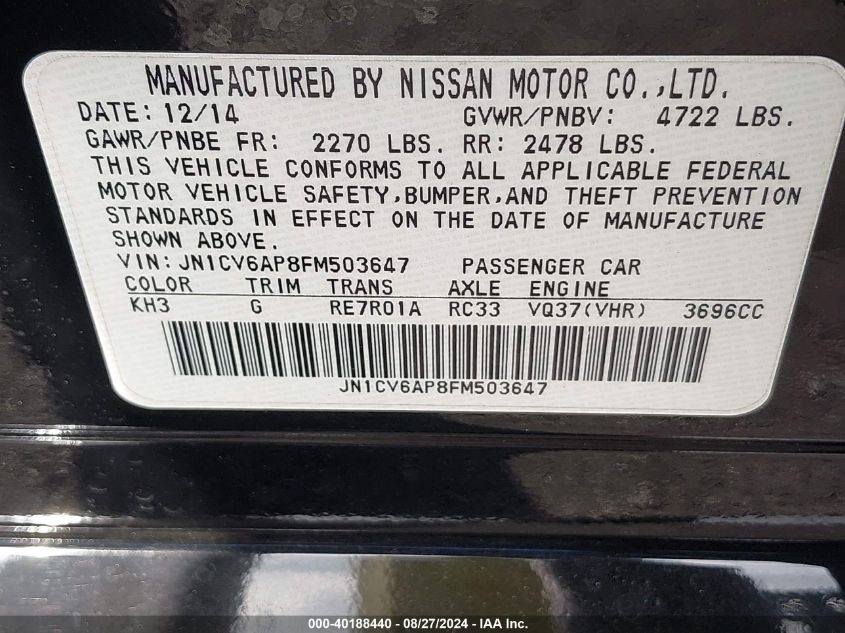 MANUFACTURED BY NISSAN MOTOR CO.,LTD.
DATE: 12/14 GVWR/PNBV: 4722 LBS.
GAWR/PNBE FR: 2270 LBS. RR: 2478 LBS.
THIS VEHICLE CONFORMS TO ALL APPLICABLE FEDERAL
MOTOR VEHICLE SAFETY,BUMPER,AND THEFT PREVENTION
STANDARDS IN EFFECT ON THE DATE OF MANUFACTURE
SHOWN ABOVE.
VIN:JN1CV6AP8FM503647 PASSENGER CAR
COLOR TRIM TRANS AXLE ENGINE
KH3 G RE7R01A RC33 VQ37(VHR) 3696CC
JN1CV6AP8FM503647
000-40188440 - 08/27/2024 - IAA Inc.